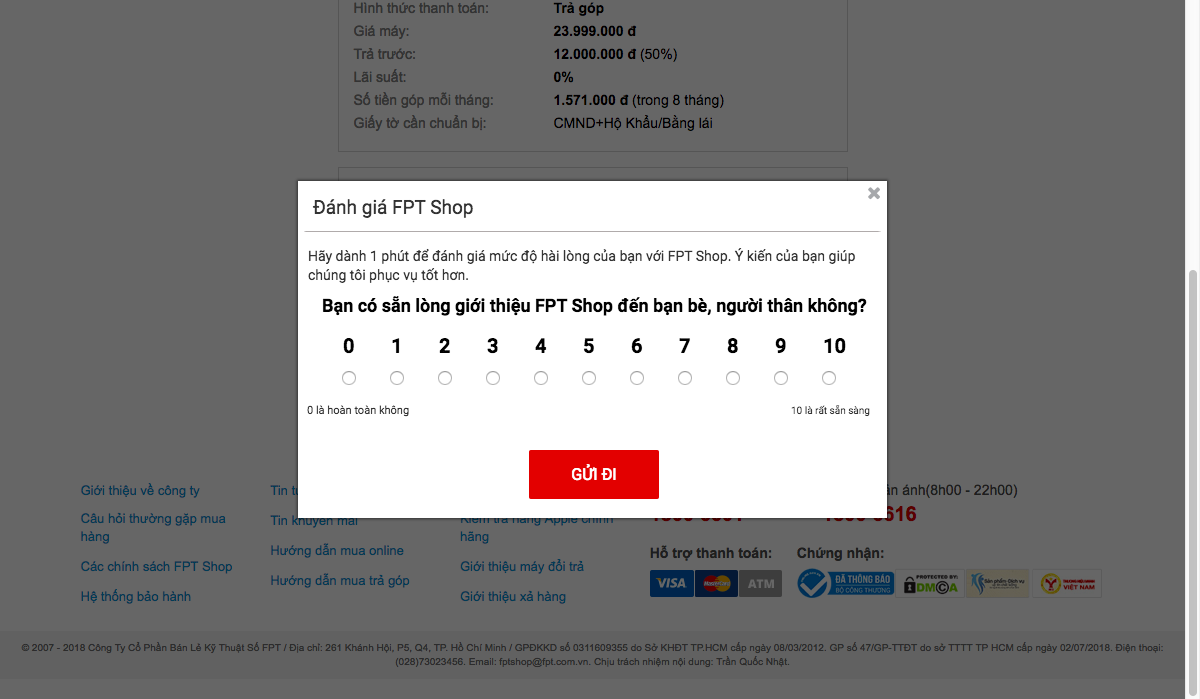 Hình thức thanh toán: Trả góp
Giá máy: 23.999.000 đ
Trả trước: 12.000.000 đ (50%)
Lãi suất: 0%
Số tiền góp mỗi tháng: 1.571.000 đ (trong 8 tháng)
Giấy tờ cần chuẩn bị: CMND+Hộ Khẩu/Bằng lái
Đánh giá FPT Shop
Hãy dành 1 phút để đánh giá mức độ hài lòng của bạn với FPT Shop. Ý kiến của bạn giúp
chúng tôi phục vụ tốt hơn.
Bạn có sẵn lòng giới thiệu FPT Shop đến bạn bè, người thân không?
0 1 2 3 4 5 6 7 8 9 10
0 là hoàn toàn không 10 là rất sẵn sàng
GỬI ĐI
Giới thiệu về công ty
Câu hỏi thường gặp mua
hàng
Các chính sách FPT Shop
Hệ thống bảo hành
Tin
Tin khuyến mãi
Hướng dẫn mua online
Hướng dẫn mua trả góp
Kiểm tra hàng Apple chính
hãng
Giới thiệu máy đổi trả
Giới thiệu xả hàng
ánh(8h00 - 22h00)
6616
Hỗ trợ thanh toán:
VISA MasterCard ATM
Chứng nhận:
ĐÃ THÔNG BÁO
BỘ CÔNG THƯƠNG
PROTECTED BY:
DMCA
VIỆT NAM
© 2007 - 2018 Công Ty Cổ Phần Bán Lẻ Kỹ Thuật Số FPT / Địa chỉ: 261 Khánh Hội, P5, Q4, TP. Hồ Chí Minh / GPĐKKD số 0311609355 do Sở KHĐT TP.HCM cấp ngày 08/03/2012. GP số 47/GP-TTĐT do sở TTTT TP HCM cấp ngày 02/07/2018. Điện thoại:
(028)73023456. Email: fptshop@fpt.com.vn. Chịu trách nhiệm nội dung: Trần Quốc Nhật.